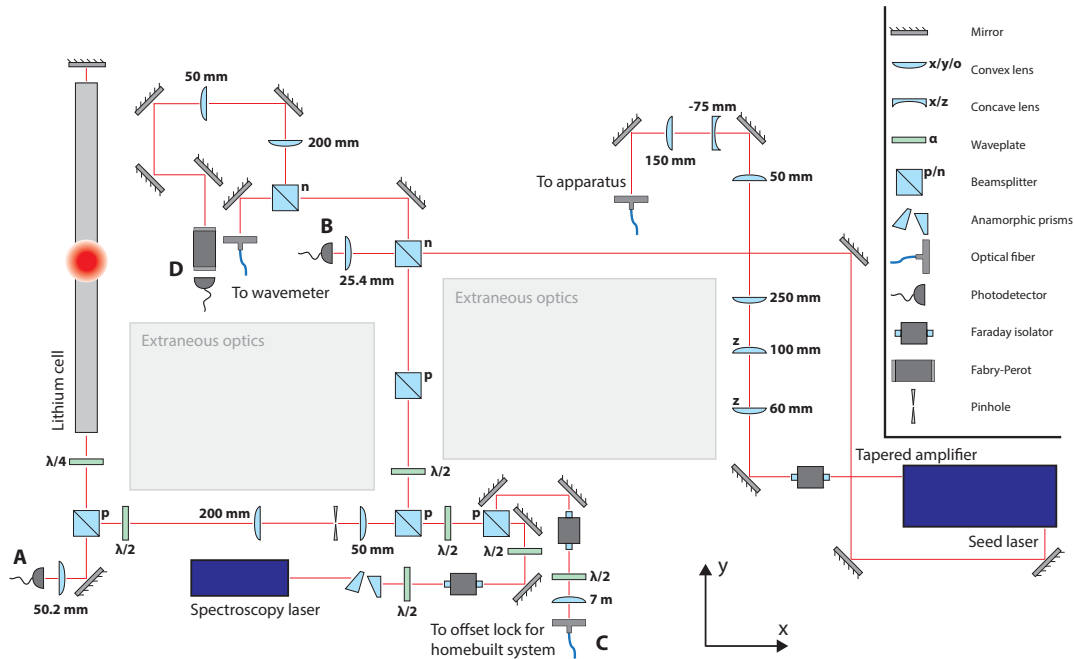 50 mm
200 mm
n
-75 mm
150 mm
50 mm
To apparatus
B
n
25.4 mm
D
To wavemeter
Extraneous optics
Extraneous optics
250 mm
z
100 mm
z
60 mm
Lithium cell
p
λ/4
λ/2
Tapered amplifier
Seed laser
p
λ/2
200 mm
50 mm
p
λ/2
p
λ/2
A
50.2 mm
Spectroscopy laser
λ/2
λ/2
7 m
To offset lock for
homebuilt system
C
y
x
Mirror
x/y/o
Convex lens
x/z
Concave lens
α
Waveplate
p/n
Beamsplitter
Anamorphic prisms
Optical fiber
Photodetector
Faraday isolator
Fabry-Perot
Pinhole